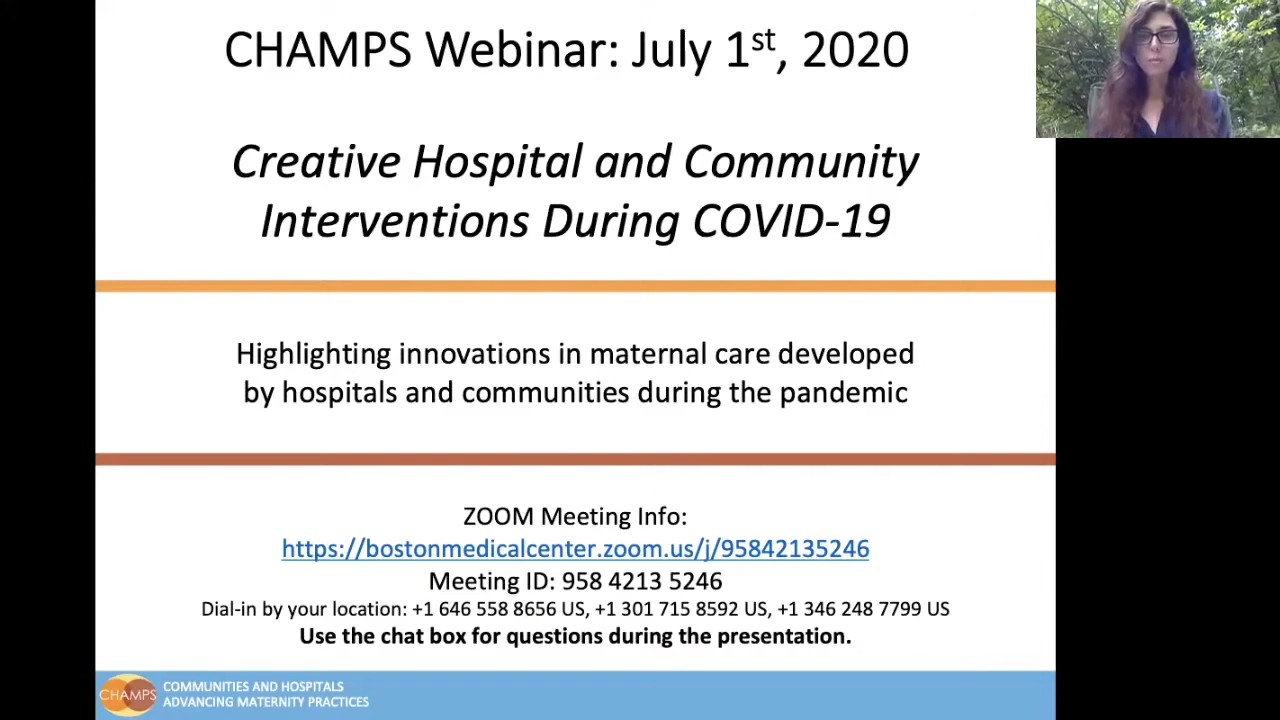 CHAMPS Webinar: July 1st, 2020
Creative Hospital and Community
Interventions During COVID-19
Highlighting innovations in maternal care developed
by hospitals and communities during the pandemic
ZOOM Meeting Info:
https://bostonmedicalcenter.zoom.us/j/95842135246
Meeting ID: 958 4213 5246
Dial-in by your location: +1 646 558 8656 US, +1 301 715 8592 US, +1 346 248 7799 US
Use the chat box for questions during the presentation.
CHAMPS
COMMUNITIES AND HOSPITALS
ADVANCING MATERNITY PRACTICES